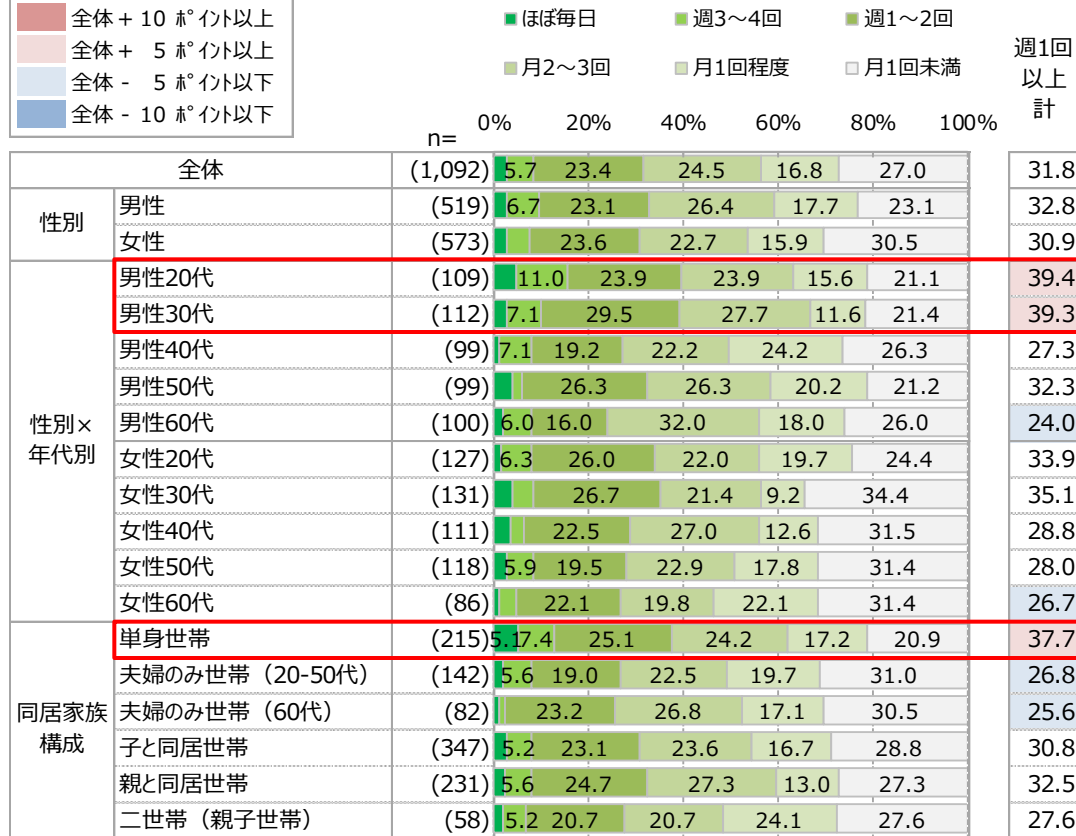 全体+ 10 ﾎﾟｲﾝﾄ以上
全体+ 5 ﾎﾟｲﾝﾄ以上
全体- 5 ﾎﾟｲﾝﾄ以下
全体- 10 ﾎﾟｲﾝﾄ以下
ほぼ毎日 週3～4回 週1～2回
月2～3回 月1回程度 月1回未満
週1回
以上
計
n= 0% 20% 40% 60% 80% 100%
全体 (1,092) 5.7 23.4 24.5 16.8 27.0 31.8
性別
男性 (519) 6.7 23.1 26.4 17.7 23.1 32.8
女性 (573) 23.6 22.7 15.9 30.5 30.9
性別×
年代別
男性20代 (109) 11.0 23.9 23.9 15.6 21.1 39.4
男性30代 (112) 7.1 29.5 27.7 11.6 21.4 39.3
男性40代 (99) 7.1 19.2 22.2 24.2 26.3 27.3
男性50代 (99) 26.3 26.3 20.2 21.2 32.3
男性60代 (100) 6.0 16.0 32.0 18.0 26.0 24.0
女性20代 (127) 6.3 26.0 22.0 19.7 24.4 33.9
女性30代 (131) 26.7 21.4 9.2 34.4 35.1
女性40代 (111) 22.5 27.0 12.6 31.5 28.8
女性50代 (118) 5.9 19.5 22.9 17.8 31.4 28.0
女性60代 (86) 22.1 19.8 22.1 31.4 26.7
同居家族
構成
単身世帯 (215) 5.1 7.4 25.1 24.2 17.2 20.9 37.7
夫婦のみ世帯（20-50代） (142) 5.6 19.0 22.5 19.7 31.0 26.8
夫婦のみ世帯（60代） (82) 23.2 26.8 17.1 30.5 25.6
子と同居世帯 (347) 5.2 23.1 23.6 16.7 28.8 30.8
親と同居世帯 (231) 5.6 24.7 27.3 13.0 27.3 32.5
二世帯（親子世帯） (58) 5.2 20.7 20.7 24.1 27.6 27.6